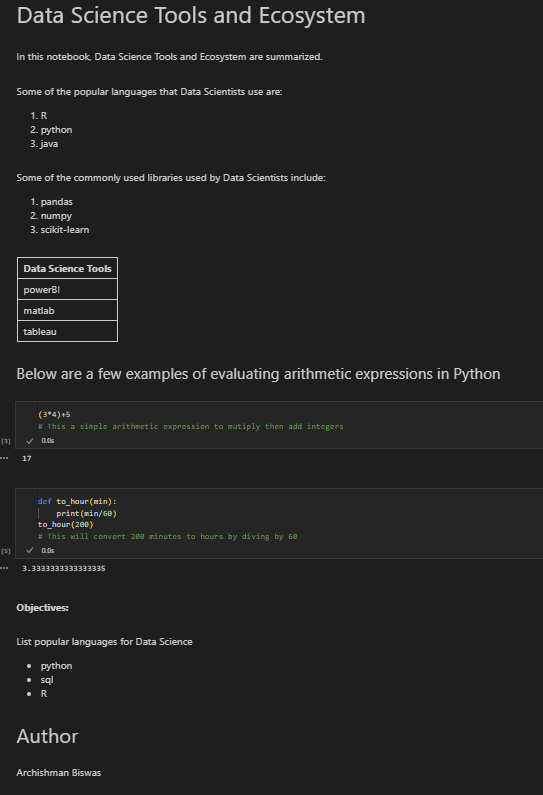 Data Science Tools and Ecosystem
In this notebook, Data Science Tools and Ecosystem are summarized.
Some of the popular languages that Data Scientists use are:
1. R
2. python
3. java
Some of the commonly used libraries used by Data Scientists include:
1. pandas
2. numpy
3. scikit-learn
Data Science Tools
powerBI
matlab
tableau
Below are a few examples of evaluating arithmetic expressions in Python
(3*4)+5
# This a simple arithmetic expression to mutiply then add integers
[3] ✓ 0.0s
... 17
def to_hour(min):
print(min/60)
to_hour(200)
# This will convert 200 minutes to hours by diving by 60
[5] ✓ 0.0s
... 3.3333333333333335
Objectives:
List popular languages for Data Science
• python
• sql
• R
Author
Archishman Biswas